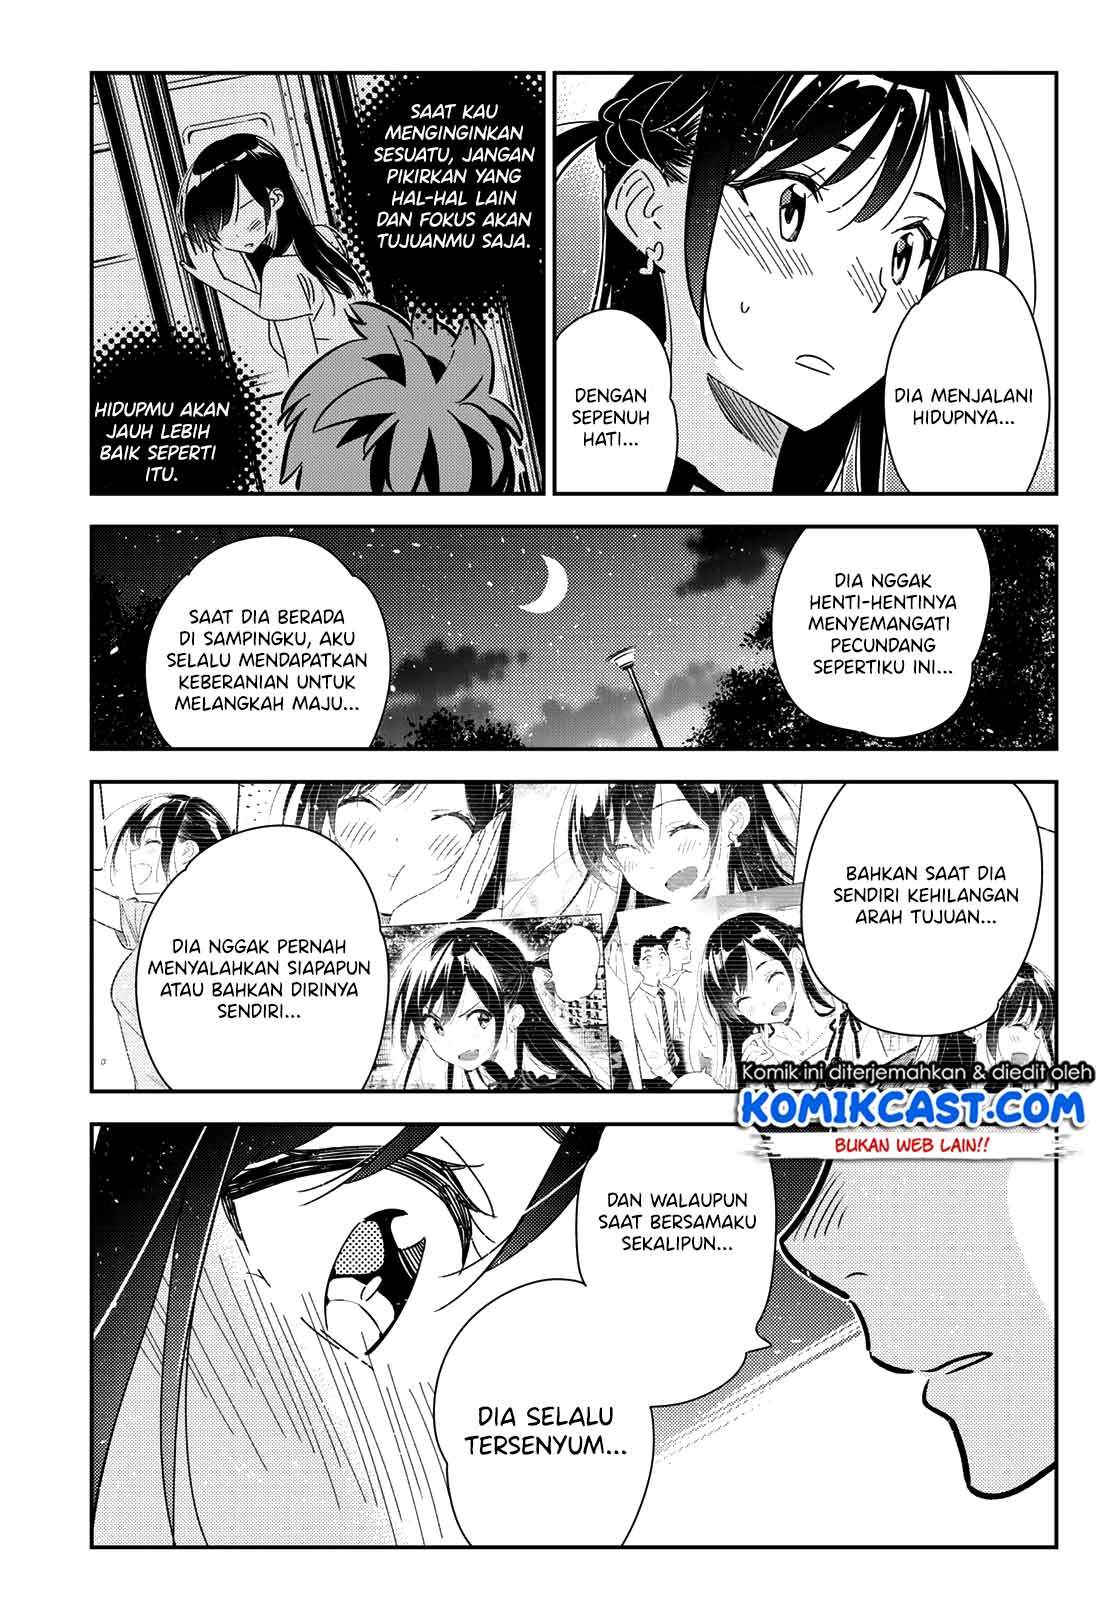 DIA MENJALANI
HIDUPNYA...
DENGAN
SEPENUH
HATI...
SAAT KAU
MENGINGINKAN
SESUATU, JANGAN
PIKIRKAN YANG
HAL-HAL LAIN
DAN FOKUS AKAN
TUJUANMU SAJA.
HIDUPMU AKAN
JAUH LEBIH
BAIK SEPERTI
ITU.
DIA NGGAK
HENTI-HENTINYA
MENYEMANGATI
PECUNDANG
SEPERTIKU INI...
SAAT DIA BERADA
DI SAMPINGKU, AKU
SELALU MENDAPATKAN
KEBERANIAN UNTUK
MELANGKAH MAJU...
BAHKAN SAAT DIA
SENDIRI KEHILANGAN
ARAH TUJUAN...
DIA NGGAK PERNAH
MENYALAHKAN SIAPAPUN
ATAU BAHKAN DIRINYA
SENDIRI...
Komik ini diterjemahkan & diedit oleh
KOMIKCAST.COM
BUKAN WEB LAIN!!
DAN WALAUPUN
SAAT BERSAMAKU
SEKALIPUN...
DIA SELALU
TERSENYUM...